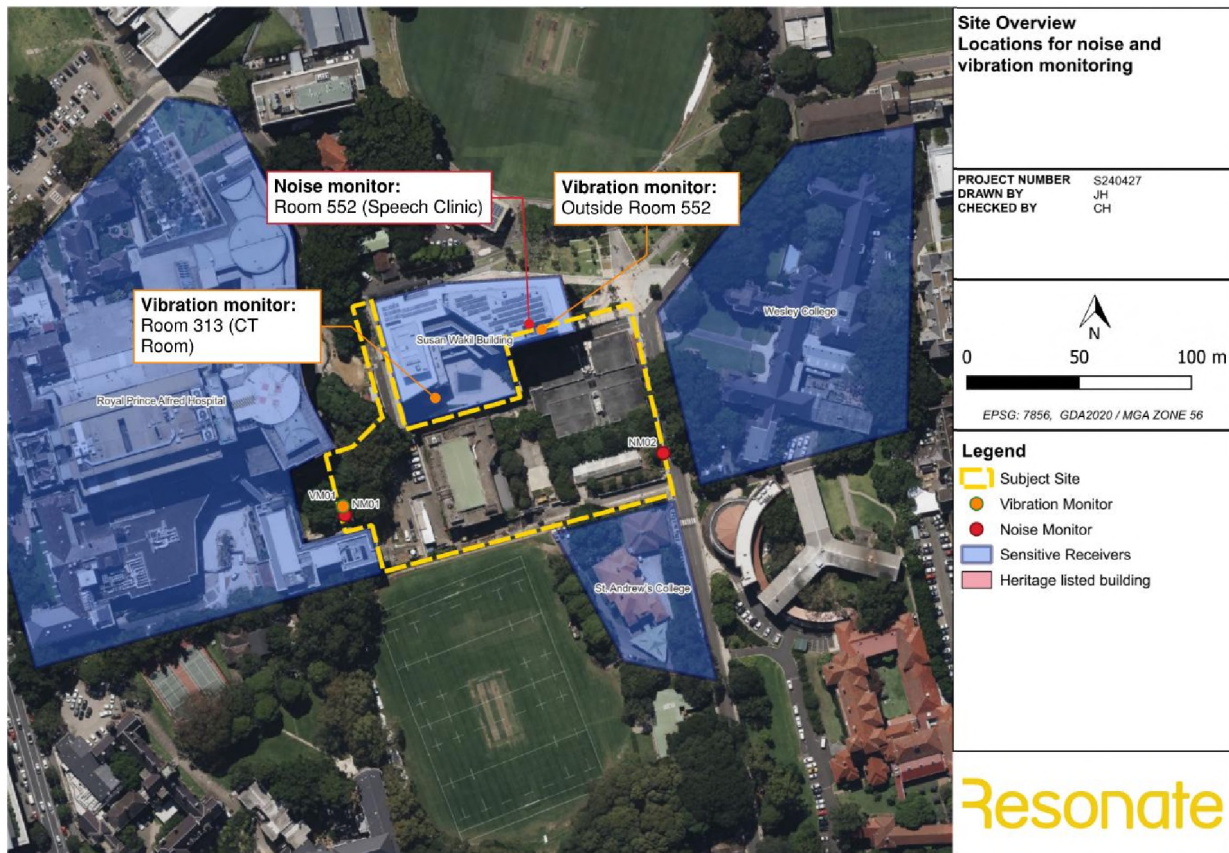 Site Overview
Locations for noise and
vibration monitoring
PROJECT NUMBER S240427
DRAWN BY JH
CHECKED BY CH
N
0 50 100 m
EPSG: 7856, GDA2020 / MGA ZONE 56
Legend
Subject Site
Vibration Monitor
Noise Monitor
Sensitive Receivers
Heritage listed building
Resonate
Noise monitor:
Room 552 (Speech Clinic)
Vibration monitor:
Outside Room 552
Vibration monitor:
Room 313 (CT
Room)
Susan Wakil Building
Wesley College
Royal Prince Alfred Hospital
NM02
VM01
NM01
St. Andrew's College